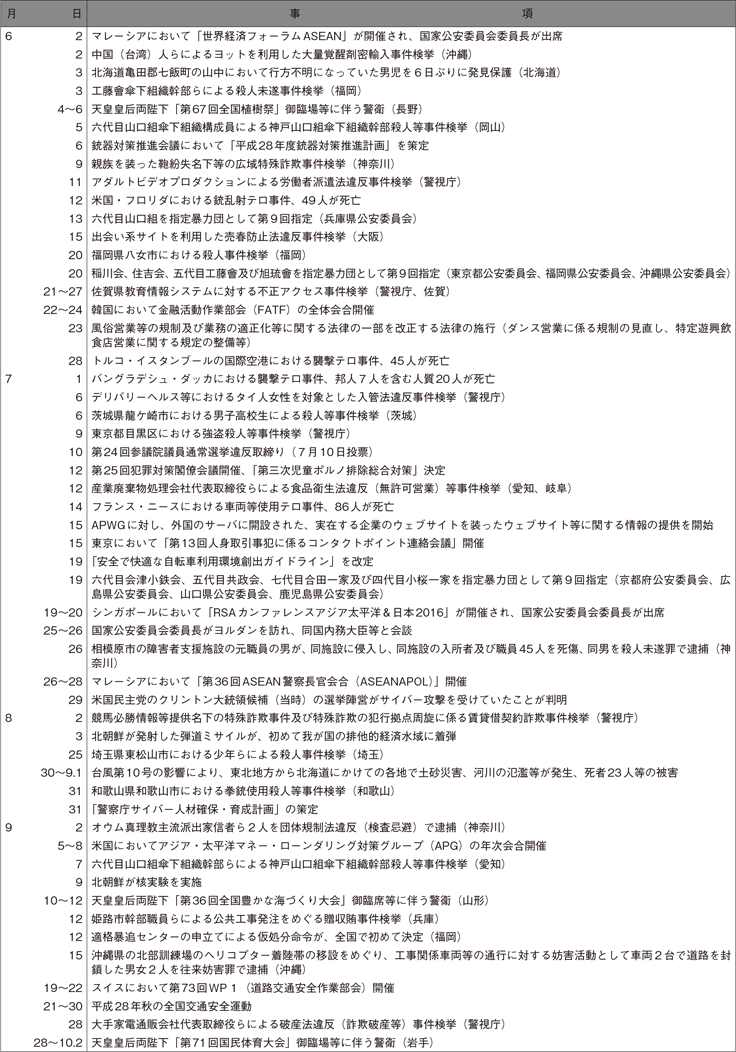 月　日　事　項
6　2　マレーシアにおいて「世界経済フォーラムASEAN」が開催され、国家公安委員会委員長が出席
2　中国（台湾）人らによるヨットを利用した大量覚醒剤密輸入事件検挙（沖縄）
3　北海道亀田郡七飯町の山中において行方不明になっていた男児を６日ぶりに発見保護（北海道）
3　工藤會傘下組織幹部らによる殺人未遂事件検挙（福岡）
4～6　天皇皇后両陛下「第67回全国植樹祭」御臨場等に伴う警衛（長野）
5　六代目山口組傘下組織構成員による神戸山口組傘下組織幹部殺人等事件検挙（岡山）
6　銃器対策推進会議において「平成28年度銃器対策推進計画」を策定
9　親族を装った鞄紛失名下等の広域特殊詐欺事件検挙（神奈川）
11　アダルトビデオプロダクションによる労働者派遣法違反事件検挙（警視庁）
12　米国・フロリダにおける銃乱射テロ事件、49人が死亡
13　六代目山口組を指定暴力団として第９回指定（兵庫県公安委員会）
15　出会い系サイトを利用した売春防止法違反事件検挙（大阪）
20　福岡県八女市における殺人事件検挙（福岡）
20　稲川会、住吉会、五代目工藤會及び旭琉會を指定暴力団として第９回指定（東京都公安委員会、福岡県公安委員会、沖縄県公安委員会）
21～27　佐賀県教育情報システムに対する不正アクセス事件検挙（警視庁、佐賀）
22～24　韓国において金融活動作業部会（FATF）の全体会合開催
23　風俗営業等の規制及び業務の適正化等に関する法律の一部を改正する法律の施行（ダンス営業に係る規制の見直し、特定遊興飲
食店営業に関する規定の整備等）
28　トルコ・イスタンブールの国際空港における襲撃テロ事件、45人が死亡
7　1　バングラデシュ・ダッカにおける襲撃テロ事件、邦人７人を含む人質20人が死亡
6　デリバリーヘルス等におけるタイ人女性を対象とした入管法違反事件検挙（警視庁）
6　茨城県龍ケ崎市における男子高校生による殺人等事件検挙（茨城）
9　東京都目黒区における強盗殺人等事件検挙（警視庁）
10　第24回参議院議員通常選挙違反取締り（７月10日投票）
12　第25回犯罪対策閣僚会議開催、「第三次児童ポルノ排除総合対策」決定
12　産業廃棄物処理会社代表取締役らによる食品衛生法違反（無許可営業）等事件検挙（愛知、岐阜）
14　フランス・ニースにおける車両等使用テロ事件、86人が死亡
15　APWGに対し、外国のサーバに開設された、実在する企業のウェブサイトを装ったウェブサイト等に関する情報の提供を開始
15　東京において「第13回人身取引事犯に係るコンタクトポイント連絡会議」開催
19　「安全で快適な自転車利用環境創出ガイドライン」を改定
19　六代目会津小鉄会、五代目共政会、七代目合田一家及び四代目小桜一家を指定暴力団として第９回指定（京都府公安委員会、広
島県公安委員会、山口県公安委員会、鹿児島県公安委員会）
19～20　シンガポールにおいて「RSAカンファレンスアジア太平洋＆日本2016」が開催され、国家公安委員会委員長が出席
25～26　国家公安委員会委員長がヨルダンを訪れ、同国内務大臣等と会談
26　相模原市の障害者支援施設の元職員の男が、同施設に侵入し、同施設の入所者及び職員45人を死傷、同男を殺人未遂罪で逮捕（神
奈川）
26～28　マレーシアにおいて「第36回ASEAN警察長官会合（ASEANAPOL）」開催
29　米国民主党のクリントン大統領候補（当時）の選挙陣営がサイバー攻撃を受けていたことが判明
8　2　競馬必勝情報等提供名下の特殊詐欺事件及び特殊詐欺の犯行拠点周旋に係る賃貸借契約詐欺事件検挙（警視庁）
3　北朝鮮が発射した弾道ミサイルが、初めて我が国の排他的経済水域に着弾
25　埼玉県東松山市における少年らによる殺人事件検挙（埼玉）
30～9.1　台風第10号の影響により、東北地方から北海道にかけての各地で土砂災害、河川の氾濫等が発生、死者23人等の被害
31　和歌山県和歌山市における拳銃使用殺人等事件検挙（和歌山）
31　「警察庁サイバー人材確保・育成計画」の策定
9　2　オウム真理教主流派出家信者ら２人を団体規制法違反（検査忌避）で逮捕（神奈川）
5～8　米国においてアジア・太平洋マネー・ローンダリング対策グループ（APG）の年次会合開催
7　六代目山口組傘下組織幹部らによる神戸山口組傘下組織幹部殺人等事件検挙（愛知）
9　北朝鮮が核実験を実施
10～12　天皇皇后両陛下「第36回全国豊かな海づくり大会」御臨席等に伴う警衛（山形）
12　姫路市幹部職員らによる公共工事発注をめぐる贈収賄事件検挙（兵庫）
12　適格暴追センターの申立てによる仮処分命令が、全国で初めて決定（福岡）
15　沖縄県の北部訓練場のヘリコプター着陸帯の移設をめぐり、工事関係車両等の通行に対する妨害活動として車両２台で道路を封
鎖した男女２人を往来妨害罪で逮捕（沖縄）
19～22　スイスにおいて第73回WP１（道路交通安全作業部会）開催
21～30　平成28年秋の全国交通安全運動
28　大手家電通販会社代表取締役らによる破産法違反（詐欺破産等）事件検挙（警視庁）
28～10.2　天皇皇后両陛下「第71回国民体育大会」御臨場等に伴う警衛（岩手）